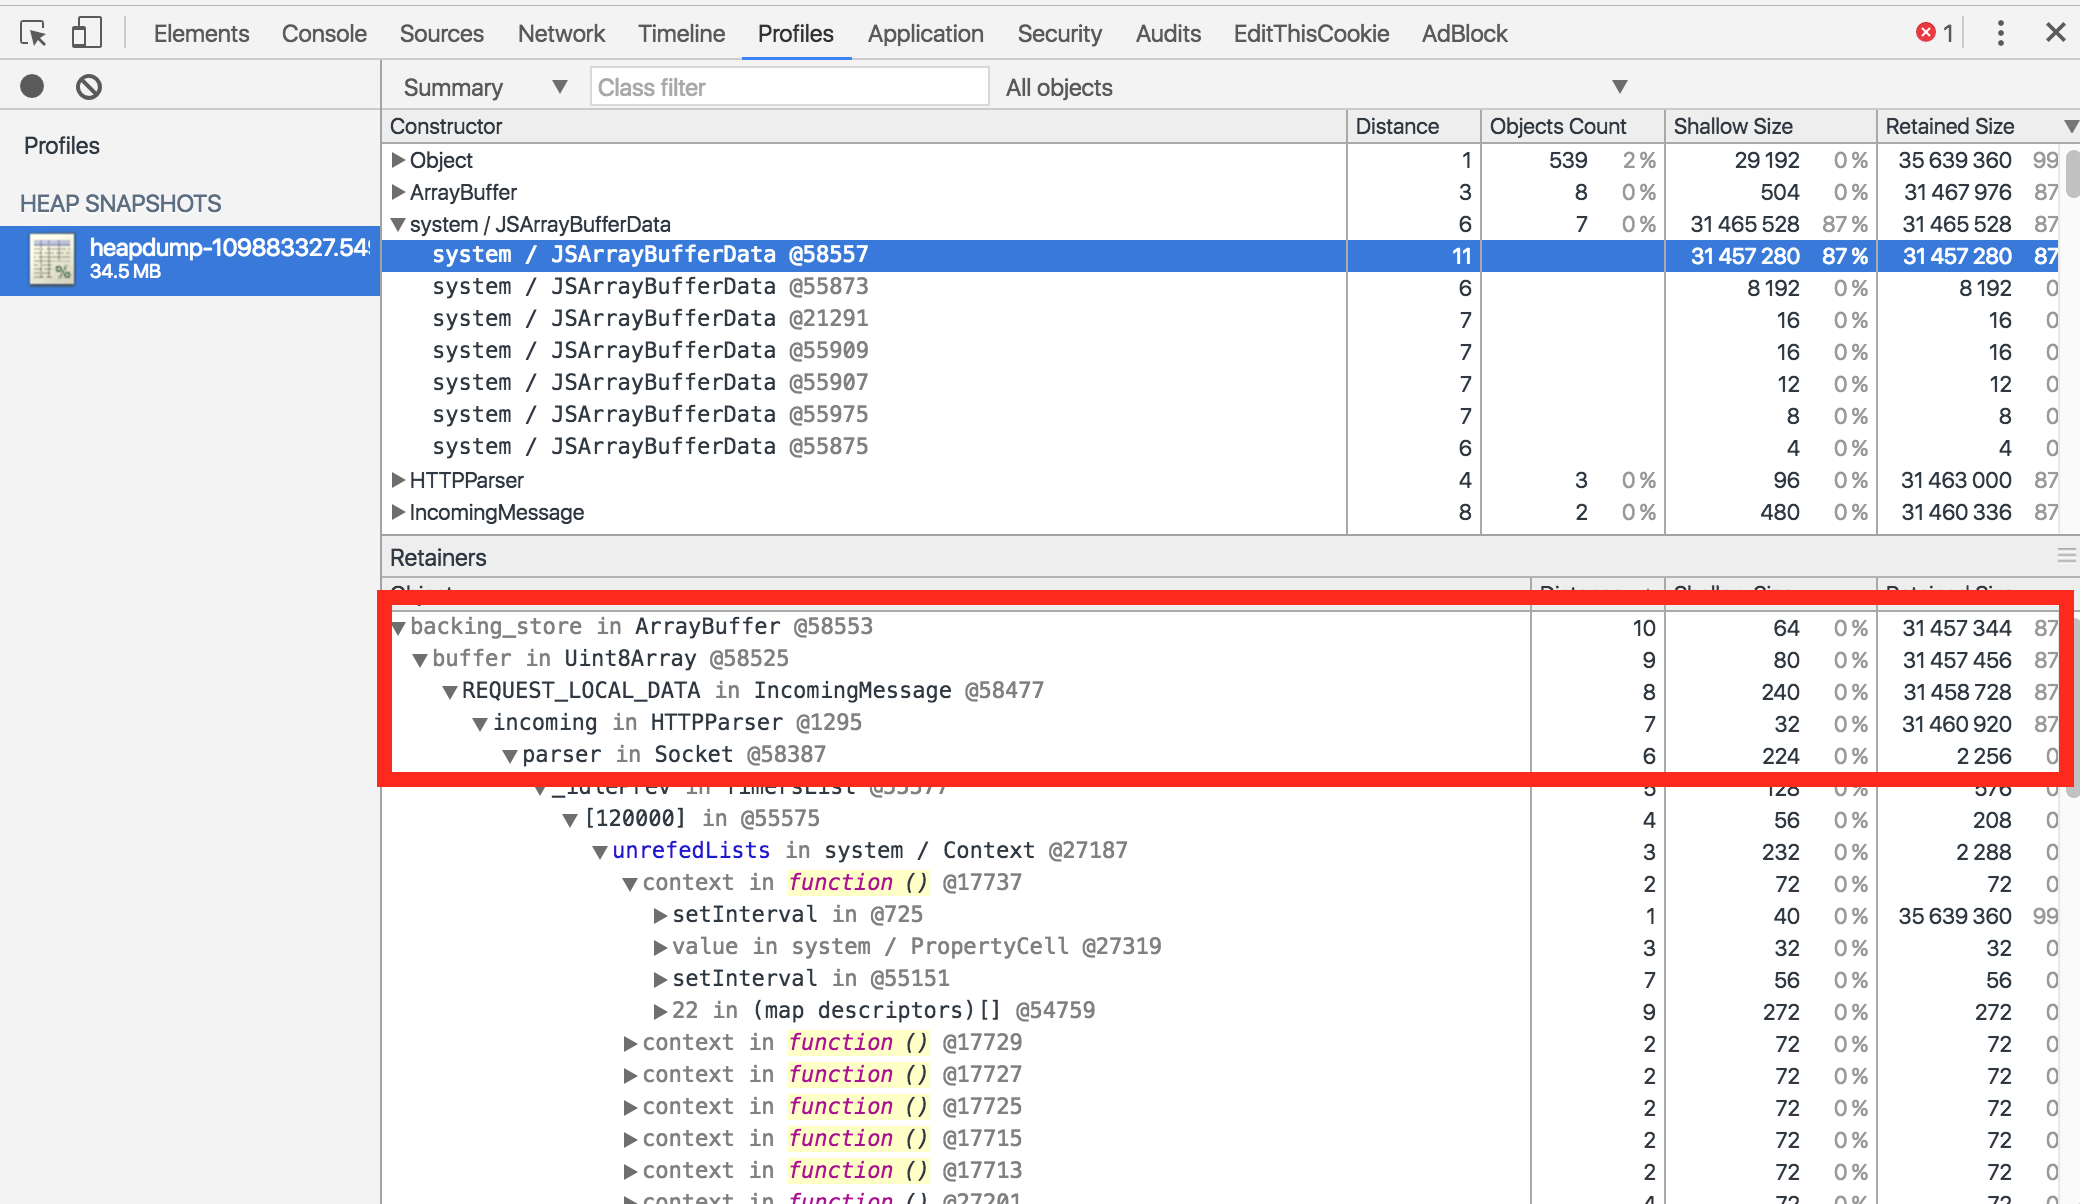 Elements Console Sources Network Timeline Profiles Application Security Audits EditThisCookie AdBlock 1
Summary Class filter All objects
Profiles
HEAP SNAPSHOTS
heapdump-109883327.549
34.5 MB
Constructor Distance Objects Count Shallow Size Retained Size
Object 1 539 2 % 29 192 0 % 35 639 360 99
ArrayBuffer 3 8 0 % 504 0 % 31 467 976 87
system / JSArrayBufferData 6 7 0 % 31 465 528 87 % 31 465 528 87
system / JSArrayBufferData @58557 11 31 457 280 87 % 31 457 280 87
system / JSArrayBufferData @55873 6 8 192 0 % 8 192 0
system / JSArrayBufferData @21291 7 16 0 % 16 0
system / JSArrayBufferData @55909 7 16 0 % 16 0
system / JSArrayBufferData @55907 7 12 0 % 12 0
system / JSArrayBufferData @55975 7 8 0 % 8 0
system / JSArrayBufferData @55875 6 4 0 % 4 0
HTTPParser 4 3 0 % 96 0 % 31 463 000 87
IncomingMessage 8 2 0 % 480 0 % 31 460 336 87
Retainers
Object Distance Shallow Size Retained Size
backing_store in ArrayBuffer @58553 10 64 0 % 31 457 344 87
buffer in Uint8Array @58525 9 80 0 % 31 457 456 87
REQUEST_LOCAL_DATA in IncomingMessage @58477 8 240 0 % 31 458 728 87
incoming in HTTPParser @1295 7 32 0 % 31 460 920 87
parser in Socket @58387 6 224 0 % 2 256 0
_idlePrev in TimersList @55577 5 128 0 % 576 0
[120000] in @55575 4 56 0 % 208 0
unrefedLists in system / Context @27187 3 232 0 % 2 288 0
context in function () @17737 2 72 0 % 72 0
setInterval in @725 1 40 0 % 35 639 360 99
value in system / PropertyCell @27319 3 32 0 % 32 0
setInterval in @55151 7 56 0 % 56 0
22 in (map descriptors)[] @54759 9 272 0 % 272 0
context in function () @17729 2 72 0 % 72 0
context in function () @17727 2 72 0 % 72 0
context in function () @17725 2 72 0 % 72 0
context in function () @17715 2 72 0 % 72 0
context in function () @17713 2 72 0 % 72 0
context in function () @27201 4 72 0 % 72 0